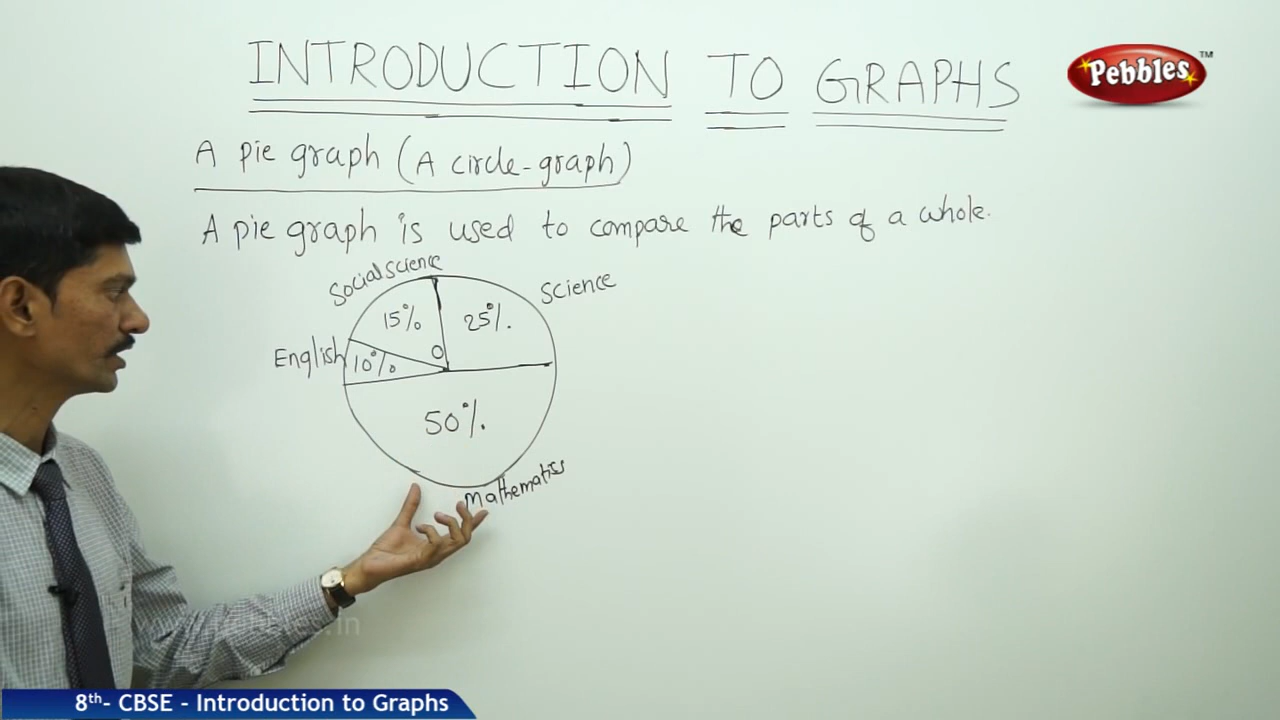 INTRODUCTION TO GRAPHS
Pebbles™
A pie graph (A circle-graph)
A pie graph is used to compare the parts of a whole.
Social science
Science
15%
25%.
English
10%
O
50%.
Mathematics
8th- CBSE - Introduction to Graphs